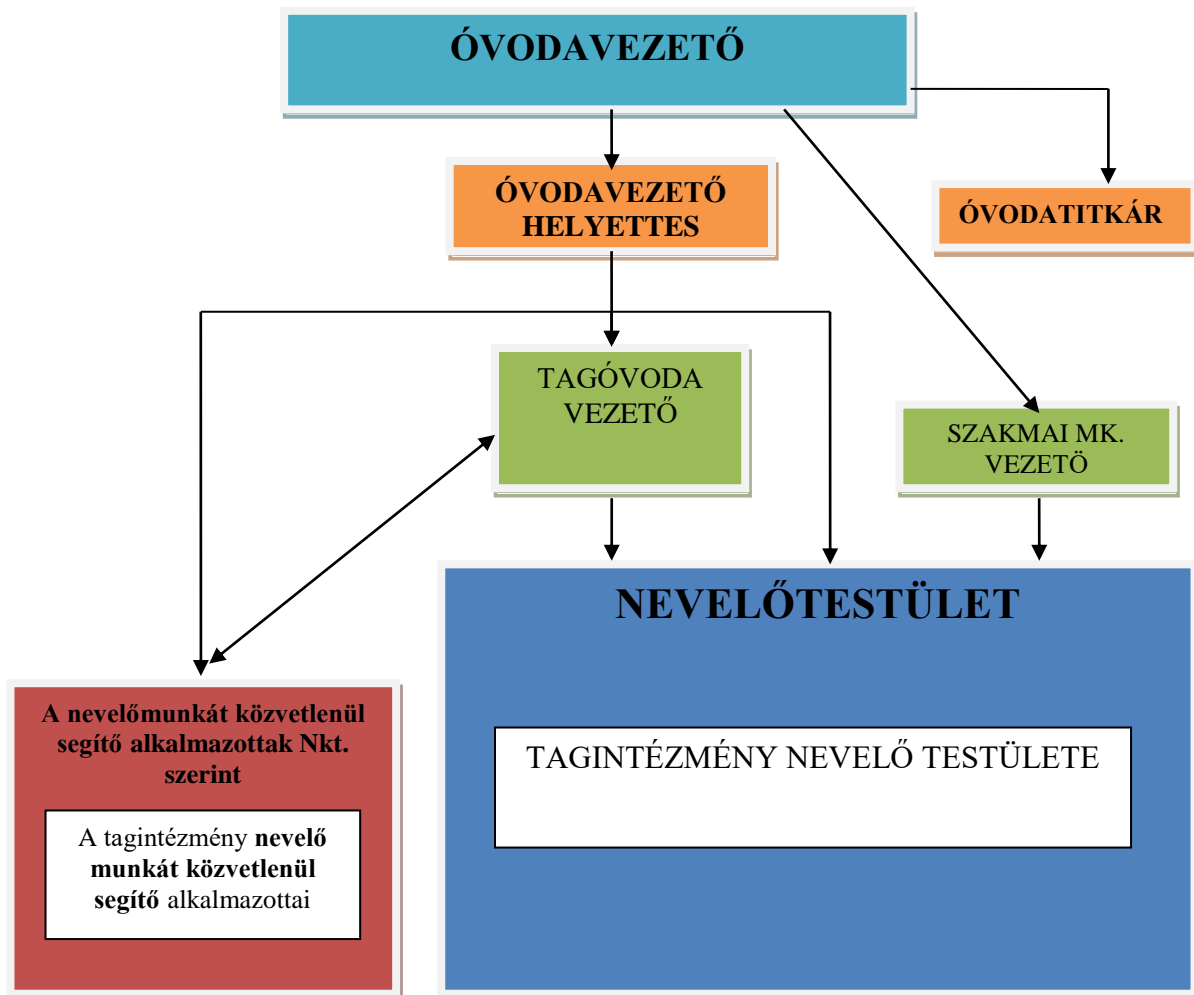 ÓVODAVEZETŐ
ÓVODAVEZETŐ
HELYETTES
ÓVODATITKÁR
TAGÓVODA
VEZETŐ
SZAKMAI MK.
VEZETÖ
NEVELŐTESTÜLET
TAGINTÉZMÉNY NEVELŐ TESTÜLETE
A nevelőmunkát közvetlenül
segítő alkalmazottak Nkt.
szerint
A tagintézmény nevelő
munkát közvetlenül
segítő alkalmazottai